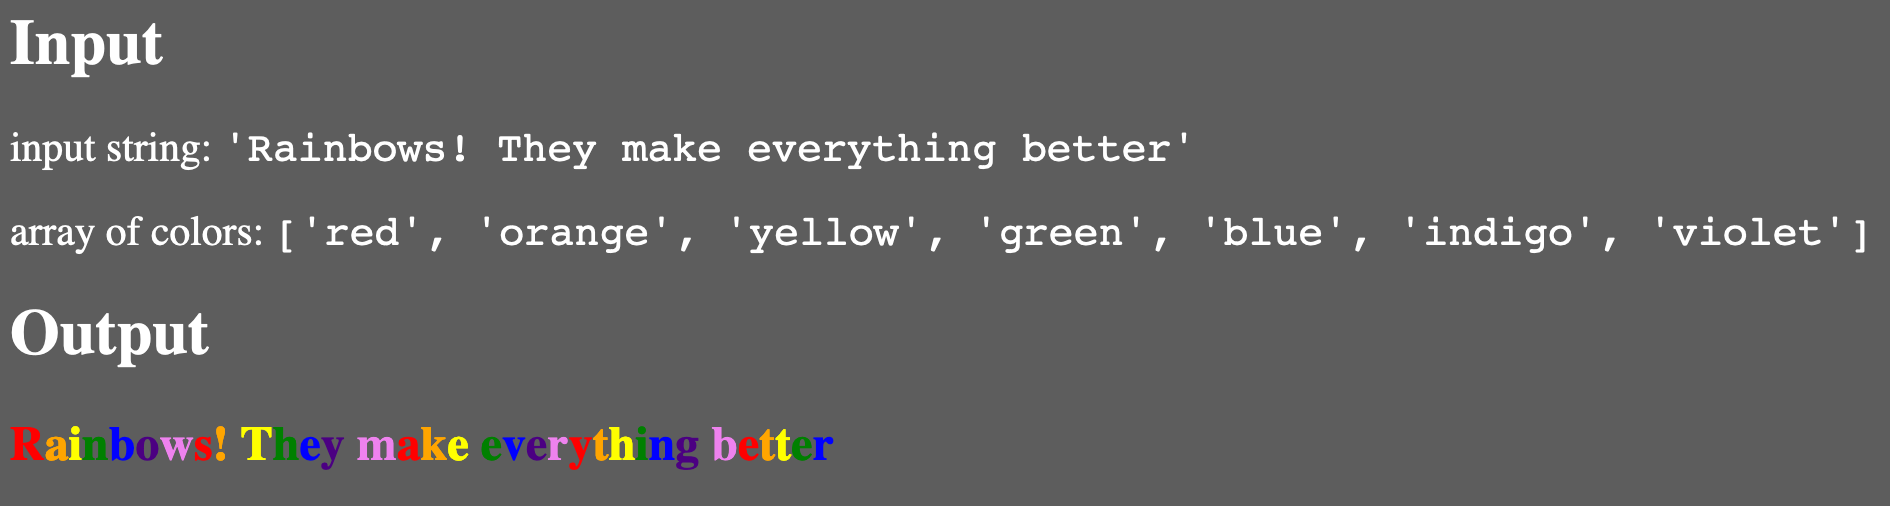 Input
input string: 'Rainbows! They make everything better'
array of colors: ['red', 'orange', 'yellow', 'green', 'blue', 'indigo', 'violet']
Output
Rainbows! They make everything better